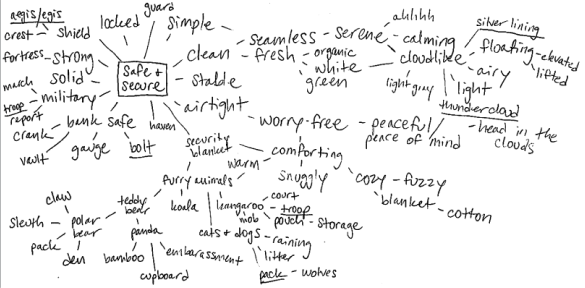 aegis/egis
crest - shield
locked
guard
simple
fortress - strong
solid
safe + secure
clean
stable
seamless - serene
fresh - organic
white
green
ahhhh
calming
cloudlike
silver lining
floating - elevated
lifted
airy
light
light gray
thundercloud
head in the clouds
march
troop
report
military
airtight
worry-free - peaceful/
peace of mind
crank
vault
bank safe
gauge
bolt
haven
security blanket
warm
comforting
snuggly
cozy - fuzzy
blanket - cotton
furry animals
teddy bear
koala
kangaroo
court
troop
mob
pouch - storage
claw
sleuth - polar bear
pack
den
panda
bamboo
cupboard
embarassment
cats + dogs - raining
litter
pack - wolves